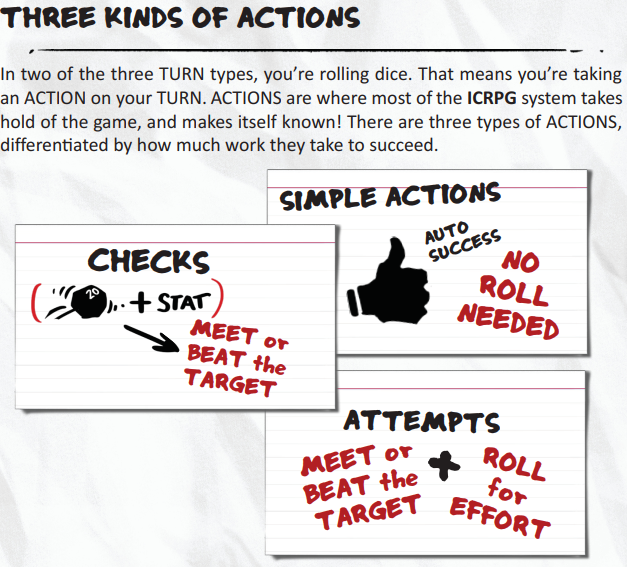 THREE KINDS OF ACTIONS
In two of the three TURN types, you're rolling dice. That means you're taking
an ACTION on your TURN. ACTIONS are where most of the ICRPG system takes
hold of the game, and makes itself known! There are three types of ACTIONS,
differentiated by how much work they take to succeed.
SIMPLE ACTIONS
AUTO
SUCCESS
NO
ROLL
NEEDED
CHECKS
( 20 + STAT )
MEET or
BEAT the
TARGET
ATTEMPTS
MEET or
BEAT the
TARGET
+
ROLL
for
EFFORT